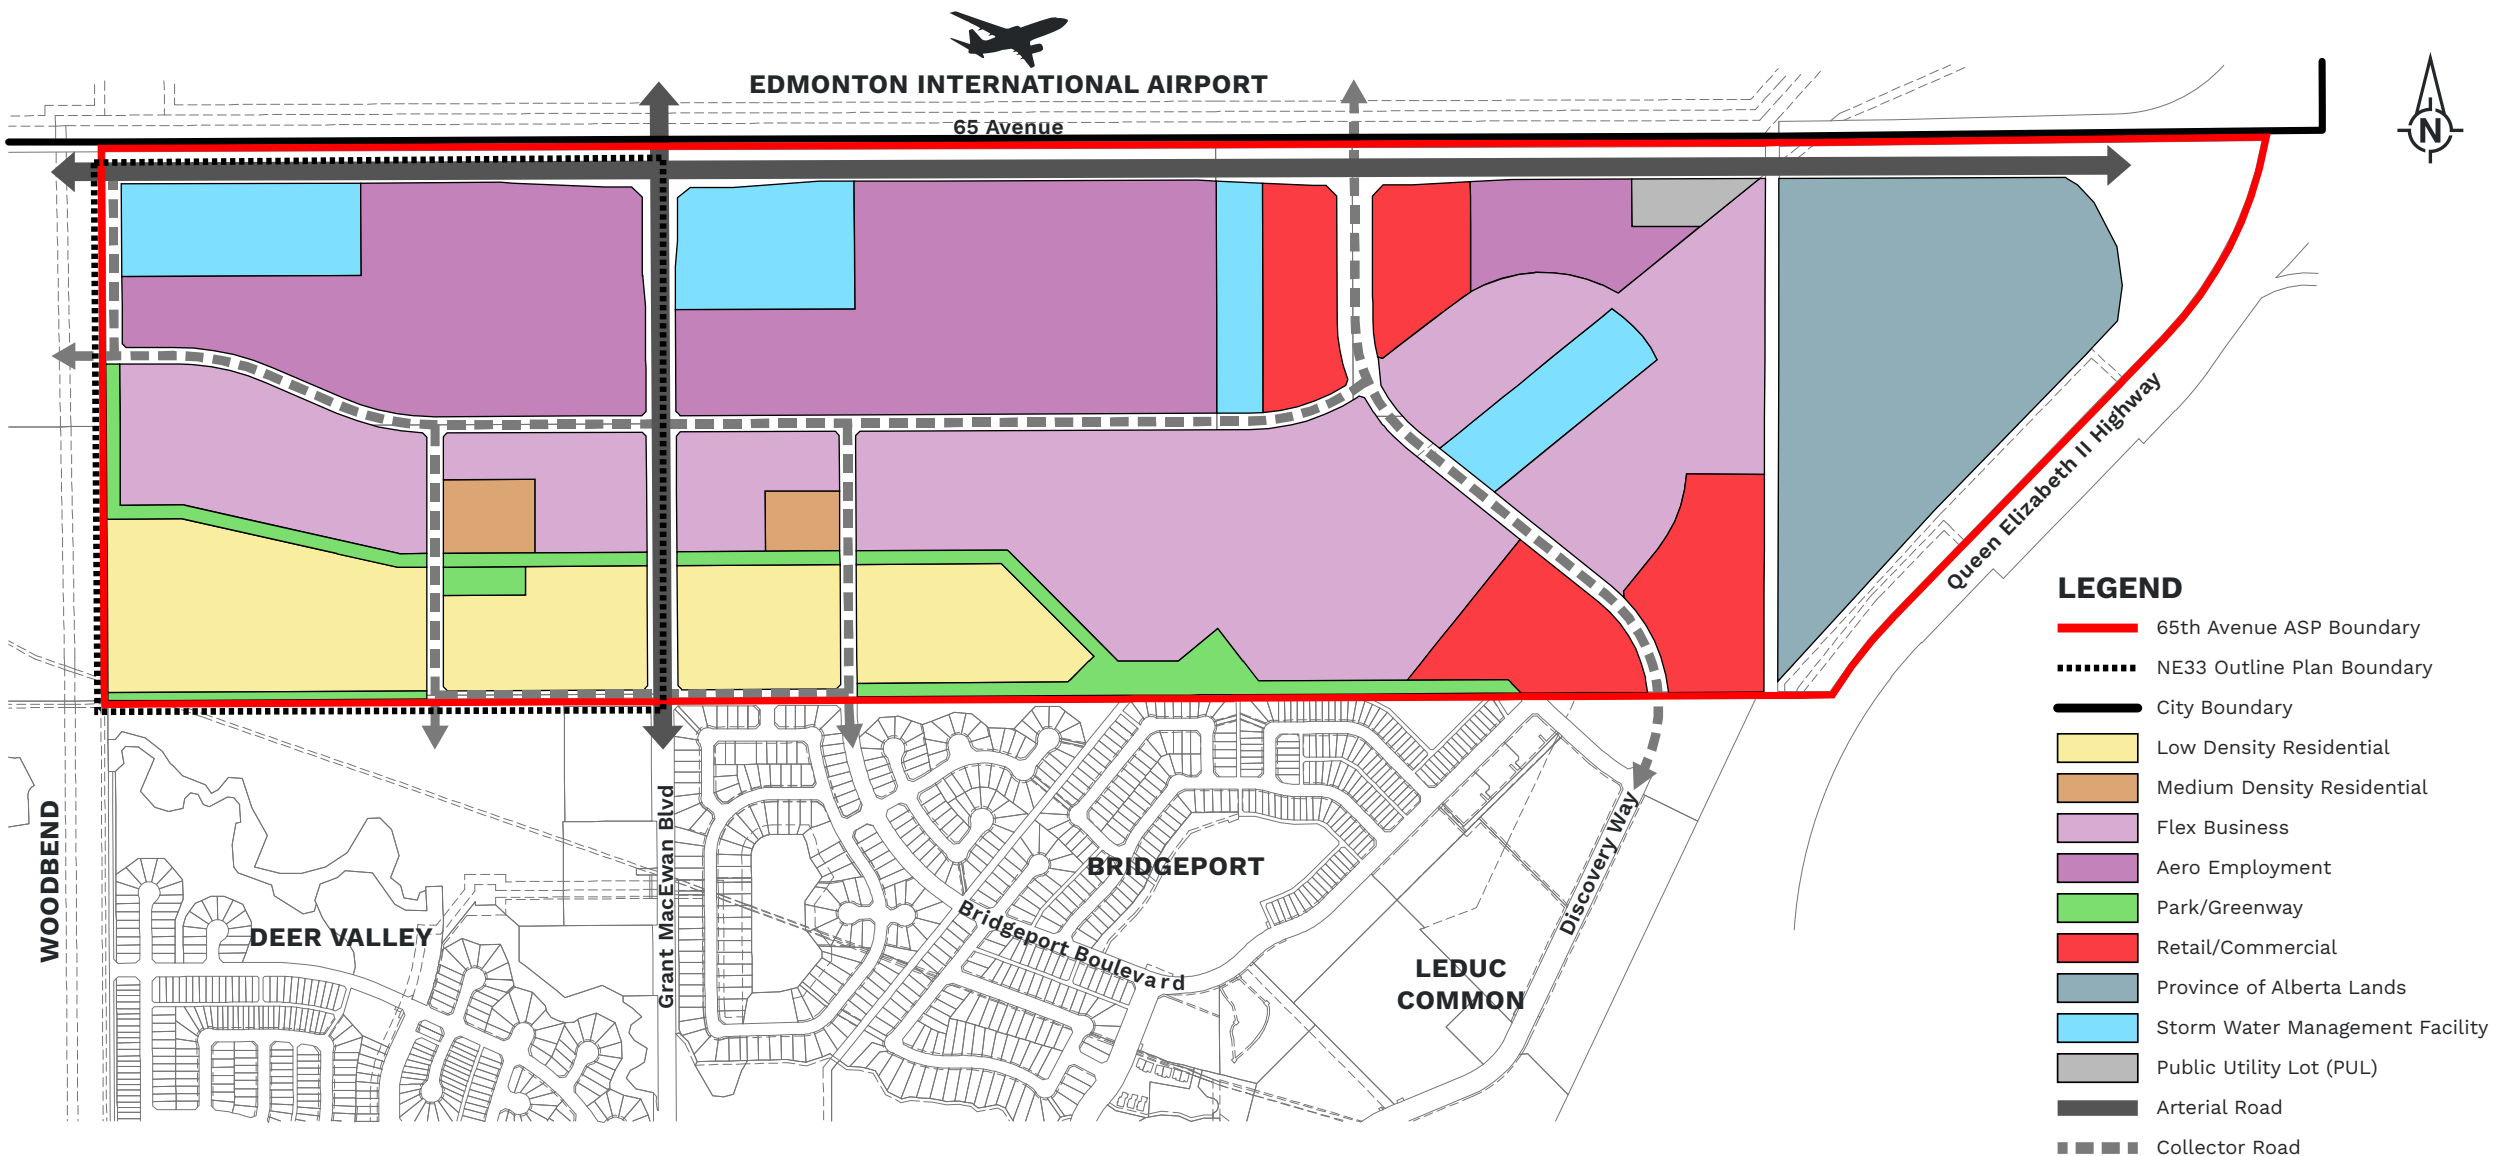 EDMONTON INTERNATIONAL AIRPORT
65 Avenue
N
Queen Elizabeth II Highway
WOODBEND
DEER VALLEY
Grant MacEwan Blvd
BRIDGEPORT
Bridgeport Boulevard
Discovery Way
LEDUC
COMMON
LEGEND
65th Avenue ASP Boundary
NE33 Outline Plan Boundary
City Boundary
Low Density Residential
Medium Density Residential
Flex Business
Aero Employment
Park/Greenway
Retail/Commercial
Province of Alberta Lands
Storm Water Management Facility
Public Utility Lot (PUL)
Arterial Road
Collector Road